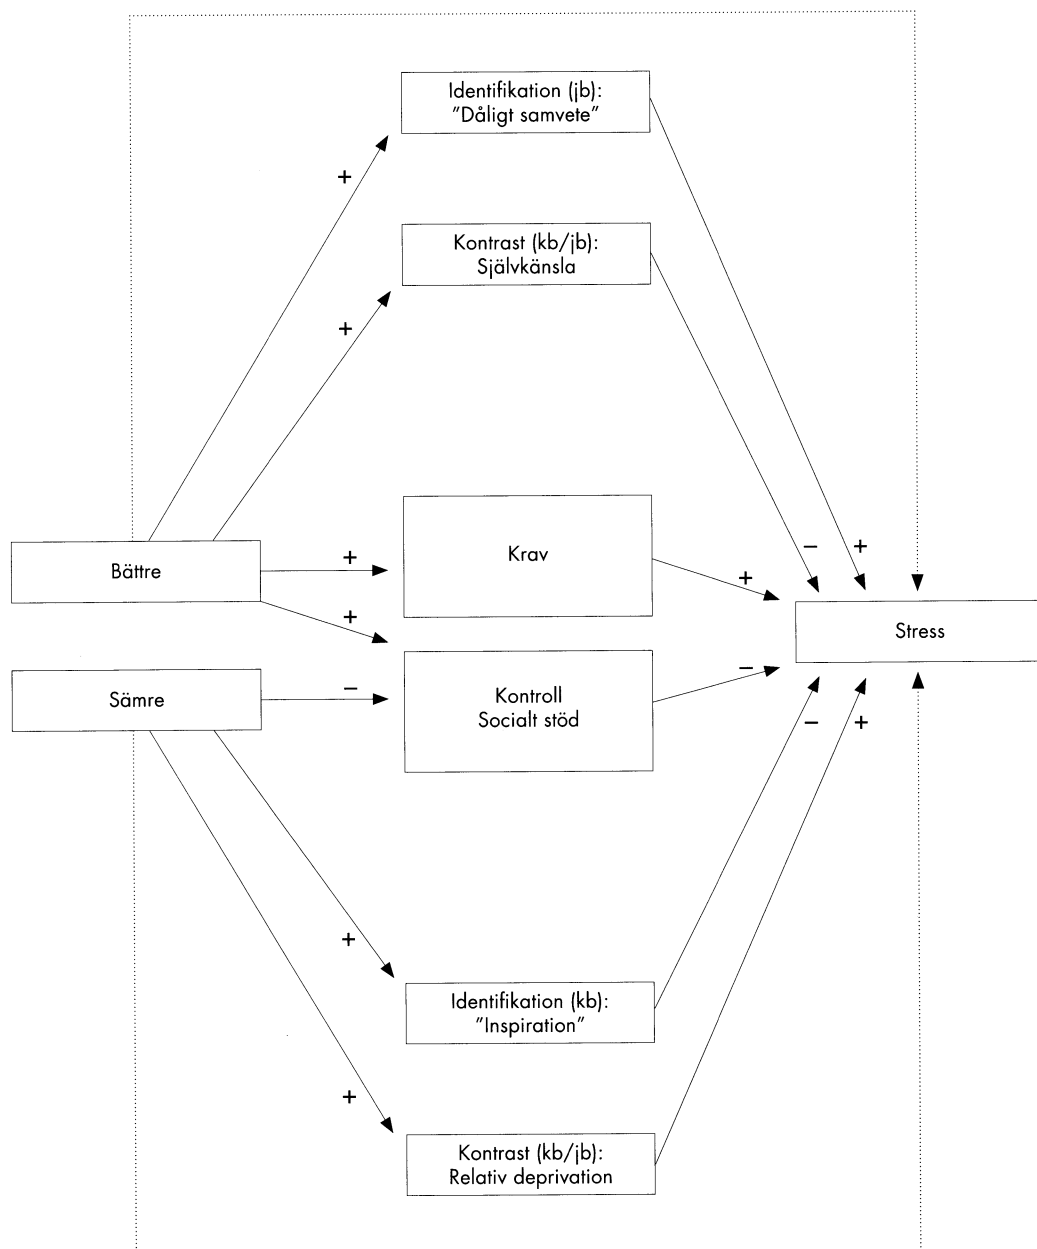 Identifikation (jb):
"Dåligt samvete"
+
Kontrast (kb/jb):
Självkänsla
+
Krav
–
+
Bättre
+
+
Stress
+
Sämre
–
Kontroll
Socialt stöd
–
–
+
+
Identifikation (kb):
"Inspiration"
+
Kontrast (kb/jb):
Relativ deprivation